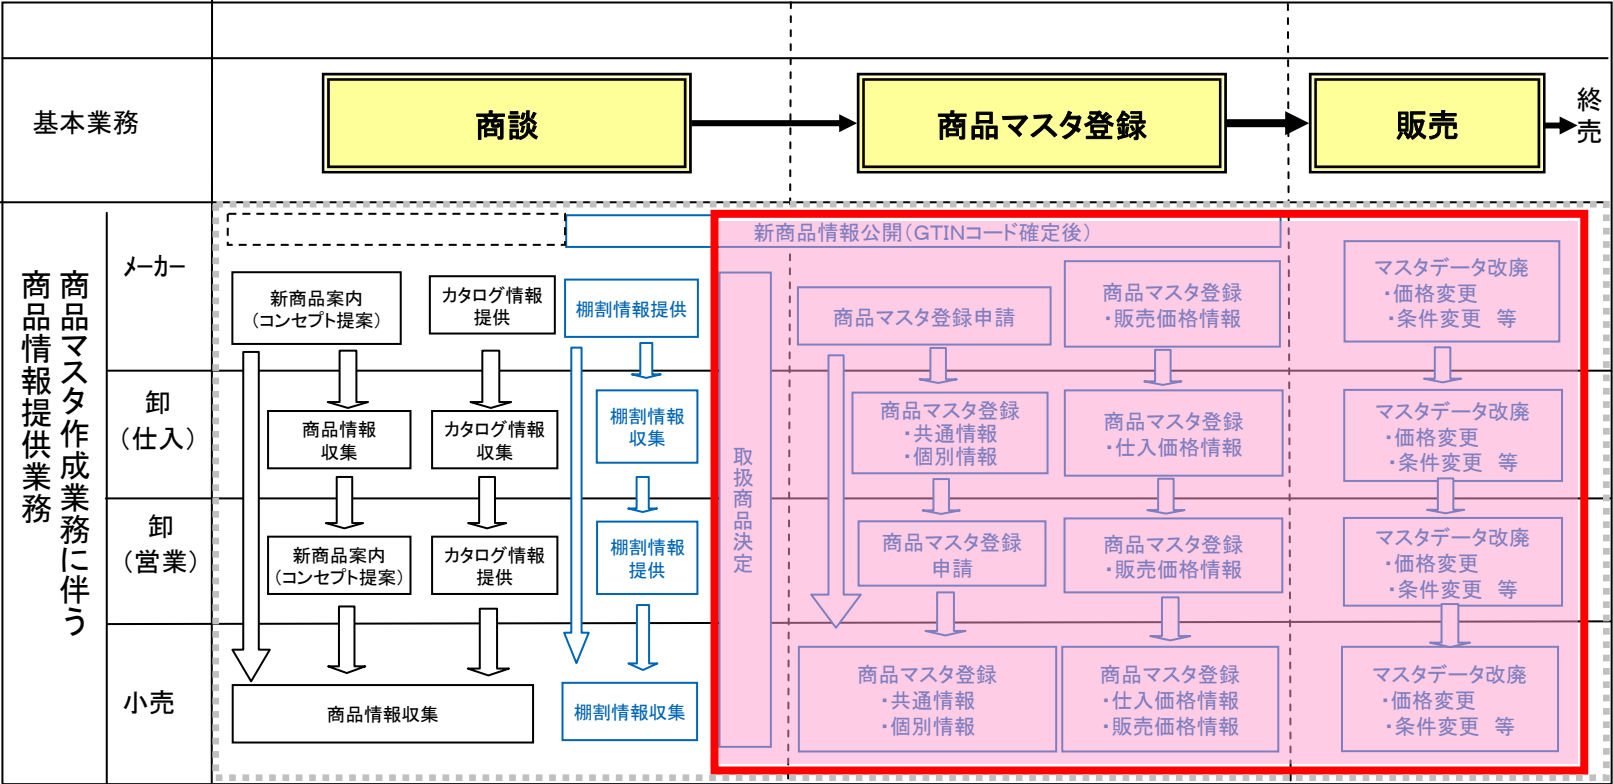 基本業務
商談
商品マスタ登録
販売
終
売
商品マスタ作成業務に伴う
商品情報提供業務
メーカー
新商品情報公開(GTINコード確定後)
新商品案内
(コンセプト提案)
カタログ情報
提供
棚割情報提供
取扱商品決定
商品マスタ登録申請
商品マスタ登録
・販売価格情報
マスタデータ改廃
・価格変更
・条件変更 等
卸
(仕入)
商品情報
収集
カタログ情報
収集
棚割情報
収集
商品マスタ登録
・共通情報
・個別情報
商品マスタ登録
・仕入価格情報
マスタデータ改廃
・価格変更
・条件変更 等
卸
(営業)
新商品案内
(コンセプト提案)
カタログ情報
提供
棚割情報
提供
商品マスタ登録
申請
商品マスタ登録
・販売価格情報
マスタデータ改廃
・価格変更
・条件変更 等
小売
商品情報収集
棚割情報収集
商品マスタ登録
・共通情報
・個別情報
商品マスタ登録
・仕入価格情報
・販売価格情報
マスタデータ改廃
・価格変更
・条件変更 等